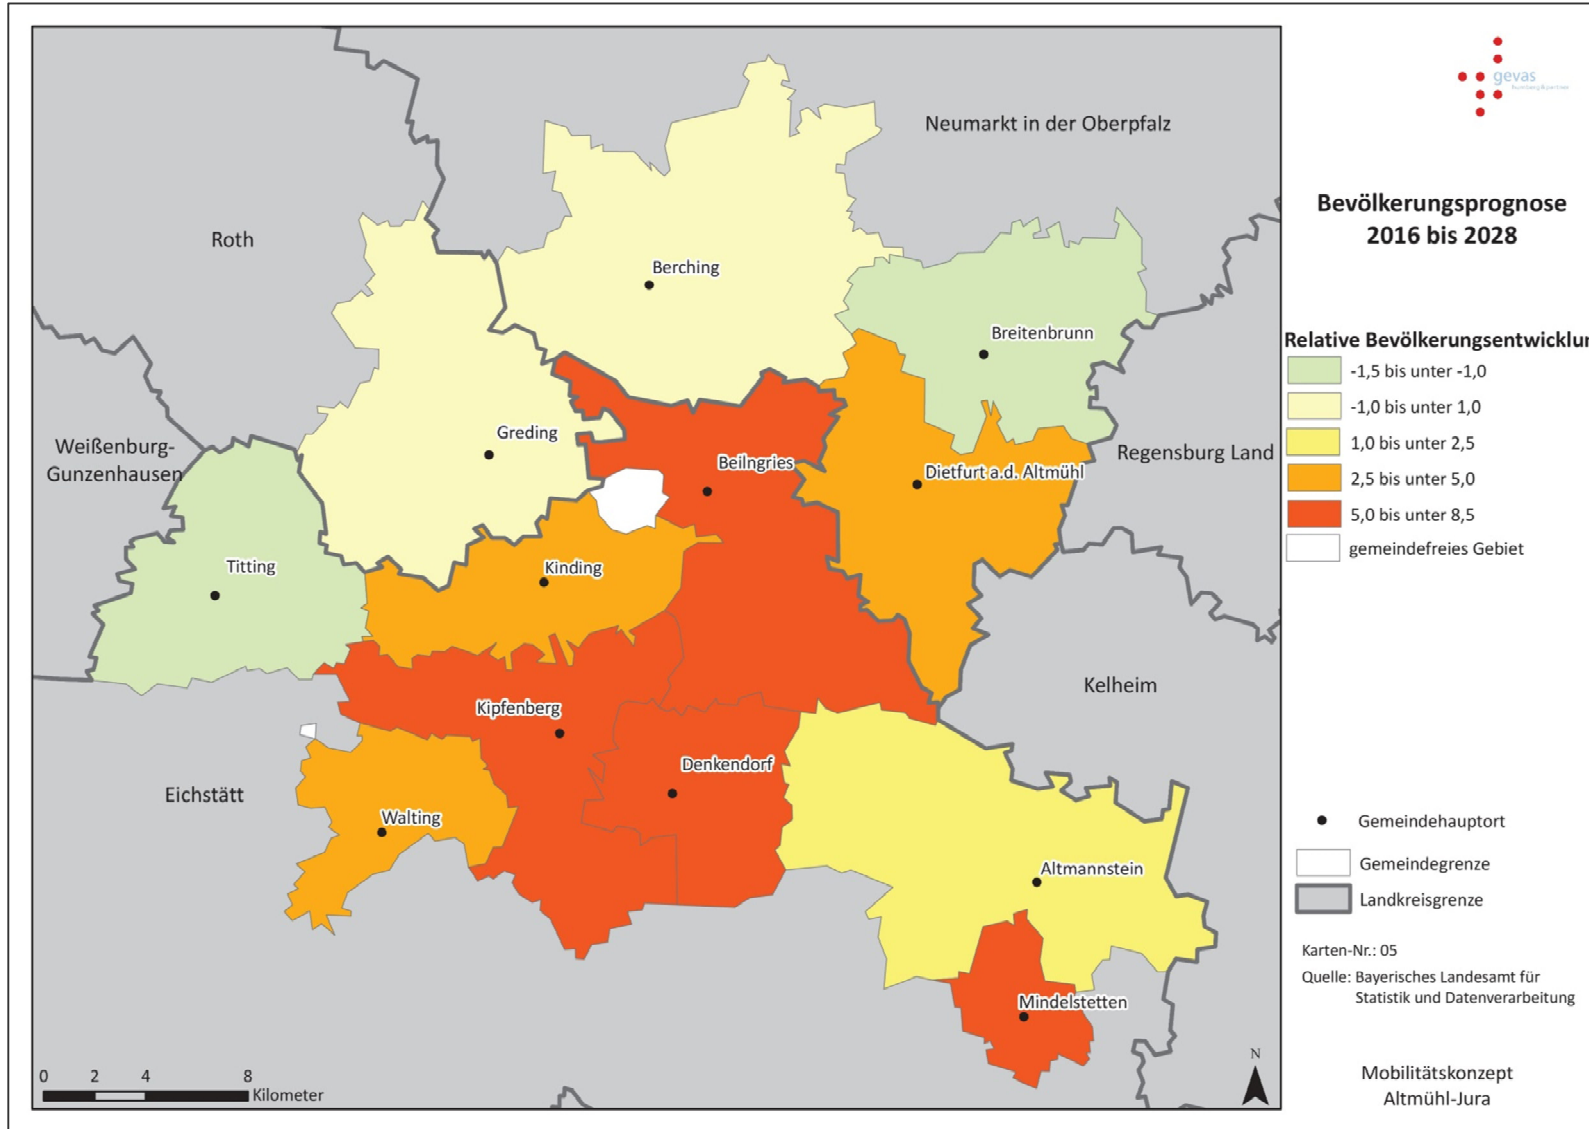 gevas
Bevölkerungsprognose
2016 bis 2028
Relative Bevölkerungsentwicklun
-1,5 bis unter -1,0
-1,0 bis unter 1,0
1,0 bis unter 2,5
2,5 bis unter 5,0
5,0 bis unter 8,5
gemeindefreies Gebiet
Neumarkt in der Oberpfalz
Roth
Berching
Breitenbrunn
Weißenburg-
Gunzenhausen
Greding
Beilngries
Dietfurt a.d. Altmühl
Regensburg Land
Titting
Kinding
Kelheim
Kipfenberg
Denkendorf
Eichstätt
Walting
Altmannstein
Mindelstetten
Gemeindehauptort
Gemeindegrenze
Landkreisgrenze
Karten-Nr.: 05
Quelle: Bayerisches Landesamt für
Statistik und Datenverarbeitung
Mobilitätskonzept
Altmühl-Jura
0 2 4 8
Kilometer
N